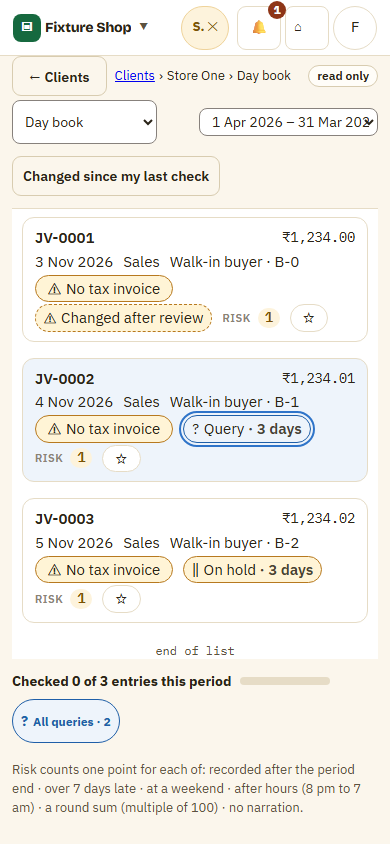 Fixture Shop ▼ S. × 🔔 1 ⌂ F
← Clients Clients › Store One › Day book read only
Day book 1 Apr 2026 – 31 Mar 202
Changed since my last check
JV-0001 ₹1,234.00
3 Nov 2026 Sales Walk-in buyer · B-0
⚠ No tax invoice
⚠ Changed after review RISK 1 ☆
JV-0002 ₹1,234.01
4 Nov 2026 Sales Walk-in buyer · B-1
⚠ No tax invoice ? Query · 3 days
RISK 1 ☆
JV-0003 ₹1,234.02
5 Nov 2026 Sales Walk-in buyer · B-2
⚠ No tax invoice ‖ On hold · 3 days
RISK 1 ☆
end of list
Checked 0 of 3 entries this period
? All queries · 2
Risk counts one point for each of: recorded after the period
end · over 7 days late · at a weekend · after hours (8 pm to 7
am) · a round sum (multiple of 100) · no narration.